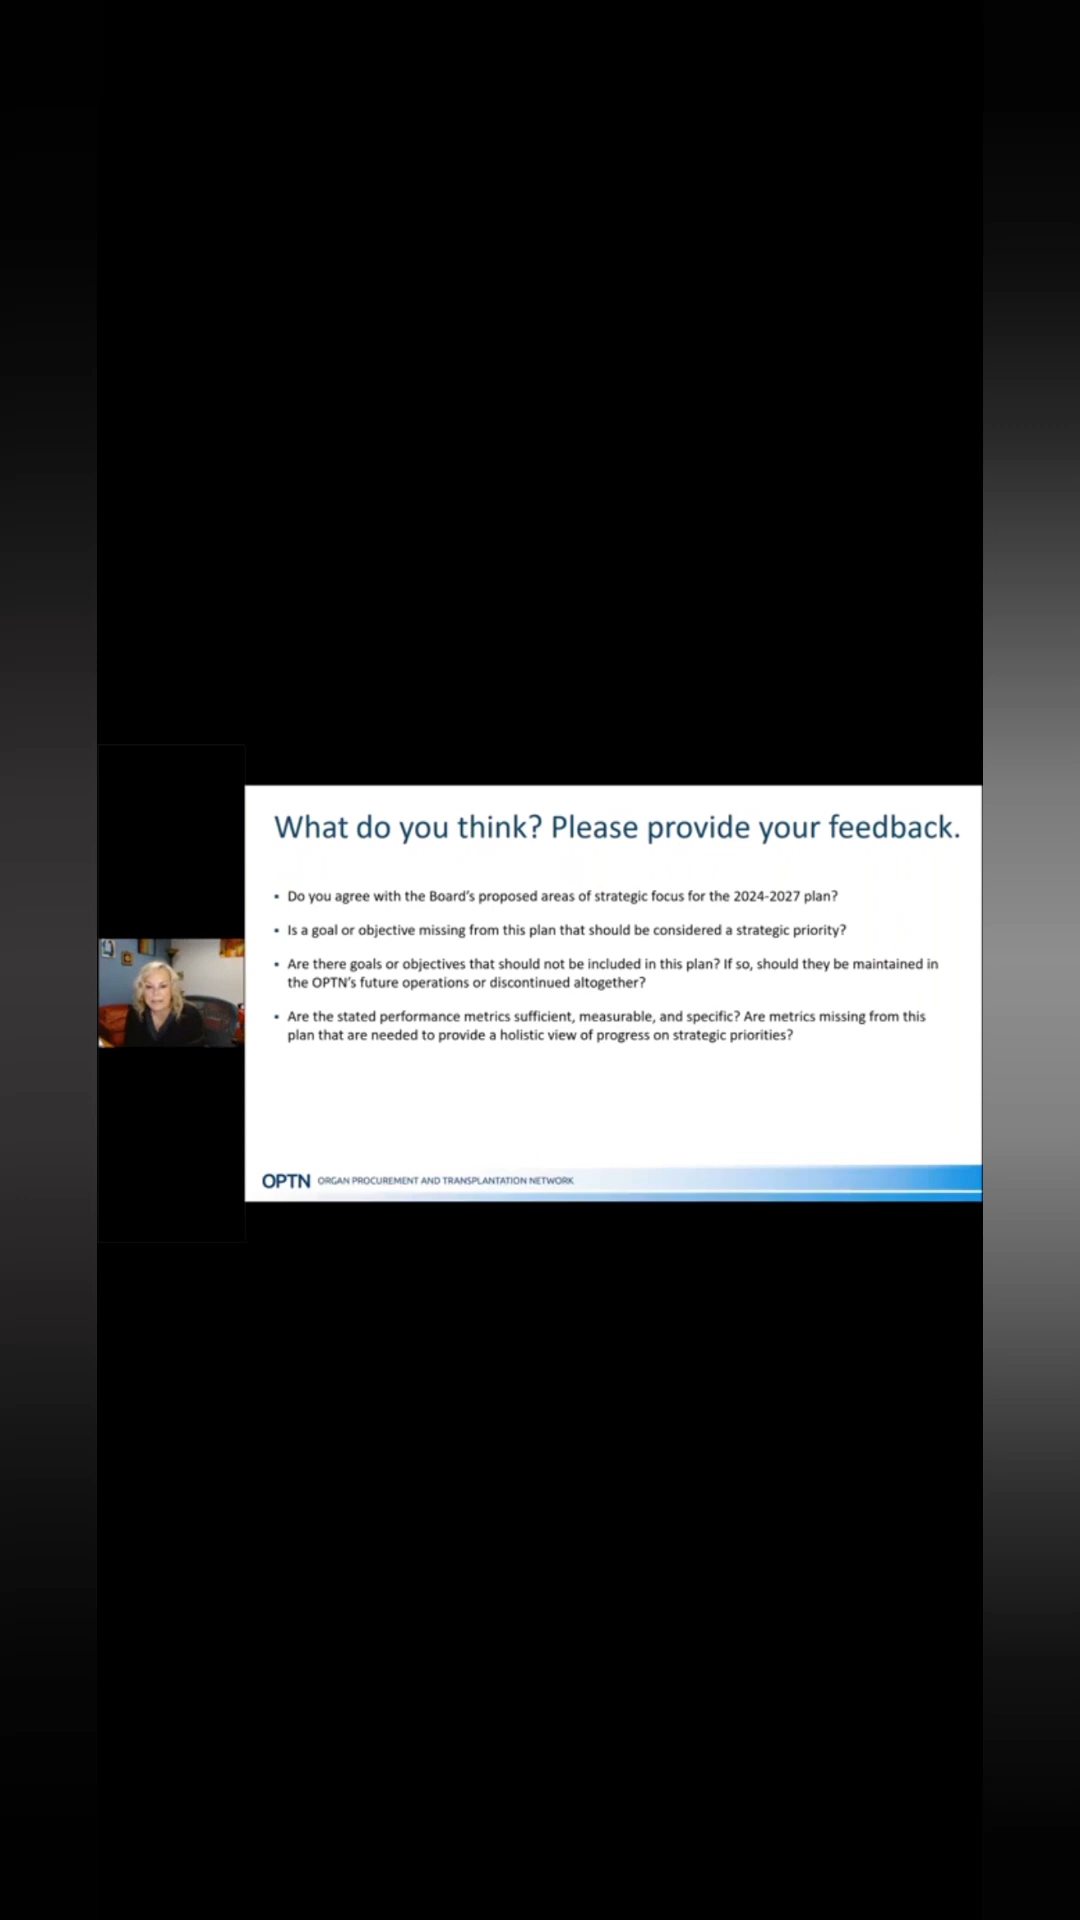 What do you think? Please provide your feedback.
• Do you agree with the Board's proposed areas of strategic focus for the 2024-2027 plan?
• Is a goal or objective missing from this plan that should be considered a strategic priority?
• Are there goals or objectives that should not be included in this plan? If so, should they be maintained in
the OPTN's future operations or discontinued altogether?
• Are the stated performance metrics sufficient, measurable, and specific? Are metrics missing from this
plan that are needed to provide a holistic view of progress on strategic priorities?
OPTN ORGAN PROCUREMENT AND TRANSPLANTATION NETWORK